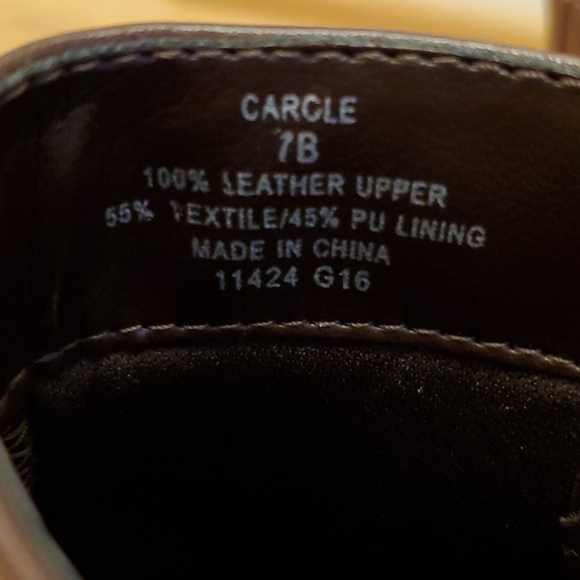 CARCLE
7B
100% LEATHER UPPER
55% TEXTILE/45% PU LINING
MADE IN CHINA
11424 G16